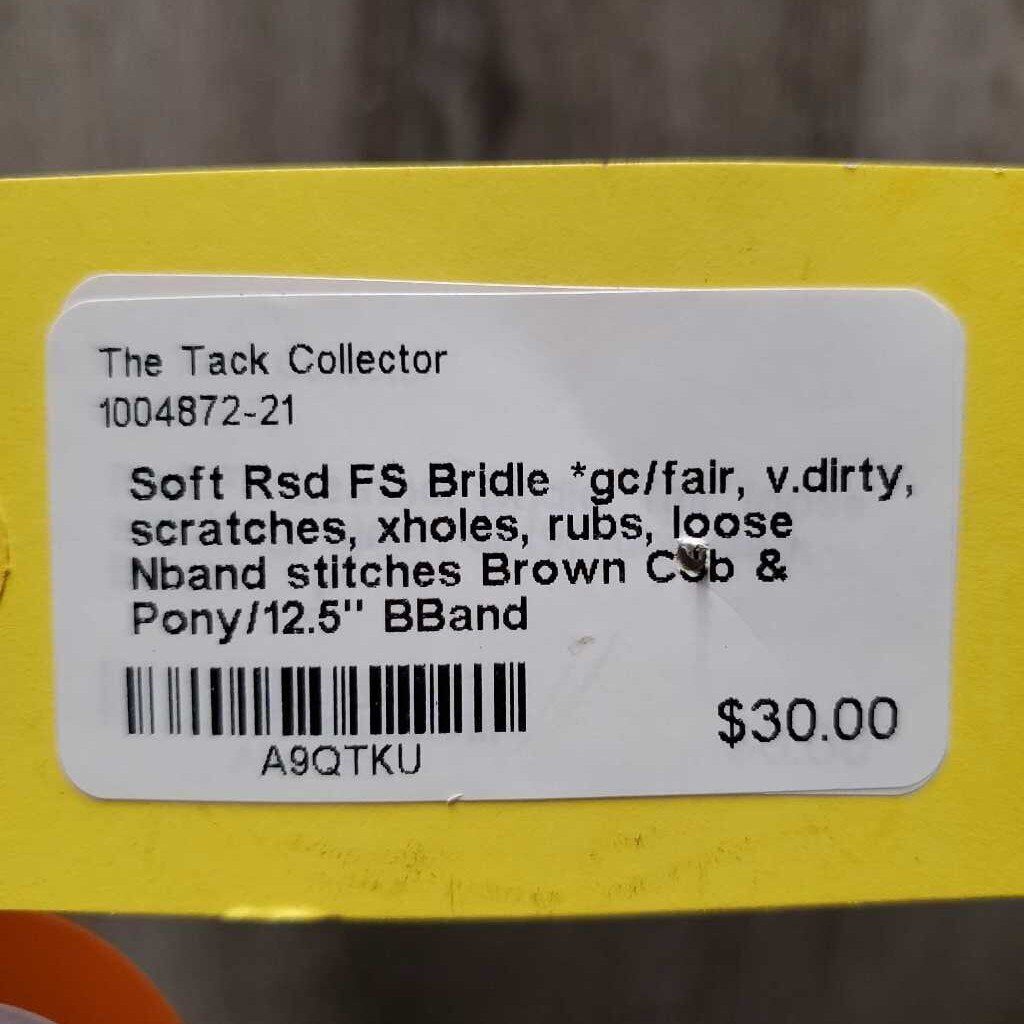 The Tack Collector
1004872-21
Soft Rsd FS Bridle *gc/fair, v.dirty,
scratches, xholes, rubs, loose
Nband stitches Brown Cob &
Pony/12.5" BBand
A9QTKU
$30.00